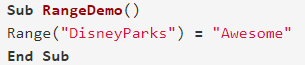 Sub RangeDemo()
Range("DisneyParks") = "Awesome"
End Sub